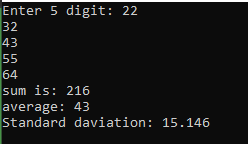 Enter 5 digit: 22
32
43
55
64
sum is: 216
average: 43
Standard daviation: 15.146